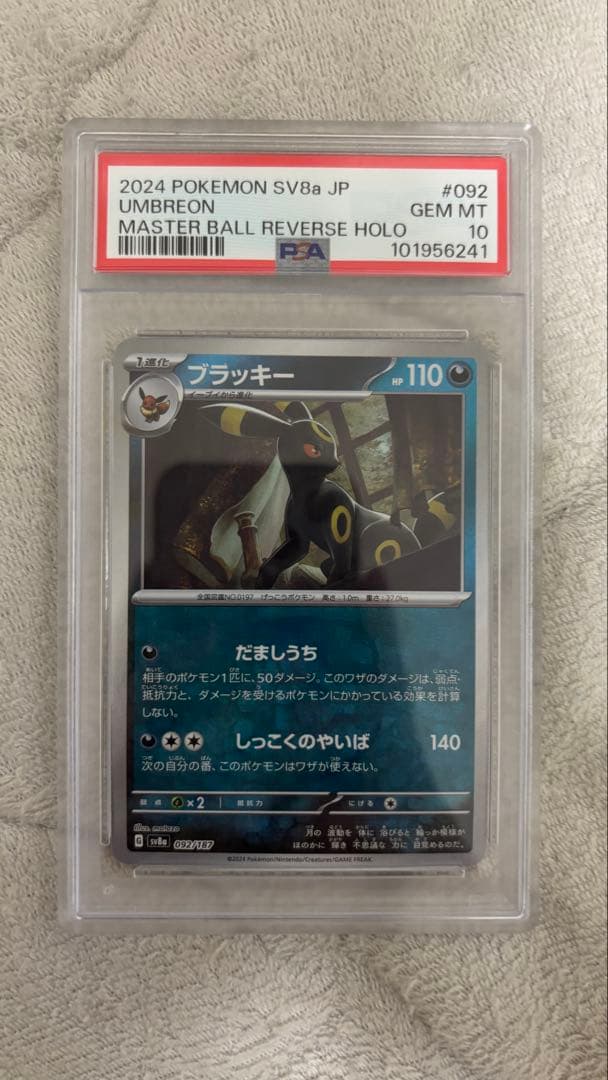 2024 POKEMON SV8a JP #092
UMBREON GEM MT
MASTER BALL REVERSE HOLO 10
PSA 101956241
1進化 ブラッキー HP 110
イーブイから進化
全国図鑑NO.0197 げっこうポケモン 高さ:1.0m 重さ:27.0kg
だましうち
相手のポケモン1匹に、50ダメージ。このワザのダメージは、弱点・
抵抗力と、ダメージを受けるポケモンにかかっている効果を計算
しない。
しっこくのやいば 140
次の自分の番、このポケモンはワザが使えない。
弱点 ×2 抵抗力 にげる
Illus. matazo
月の波動を体に浴びると輪っか模様が
ほのかに輝き不思議な力に目覚めるのだ。
G sv8a 092/187
©2024 Pokémon/Nintendo/Creatures/GAME FREAK